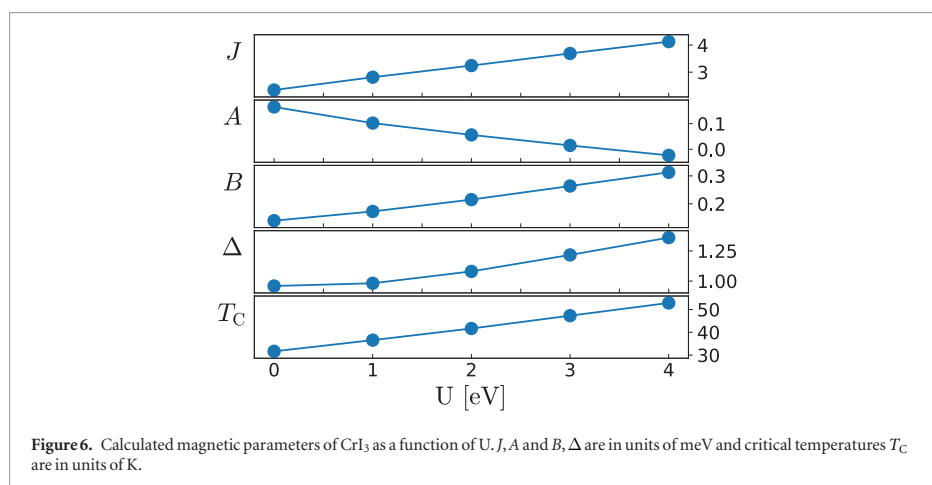 J
4
3
A
0.1
0.0
B
0.3
0.2
Δ
1.25
1.00
T_C
50
40
30
0 1 2 3 4
U [eV]
Figure 6. Calculated magnetic parameters of CrI₃ as a function of U. J, A and B, Δ are in units of meV and critical temperatures T_C
are in units of K.